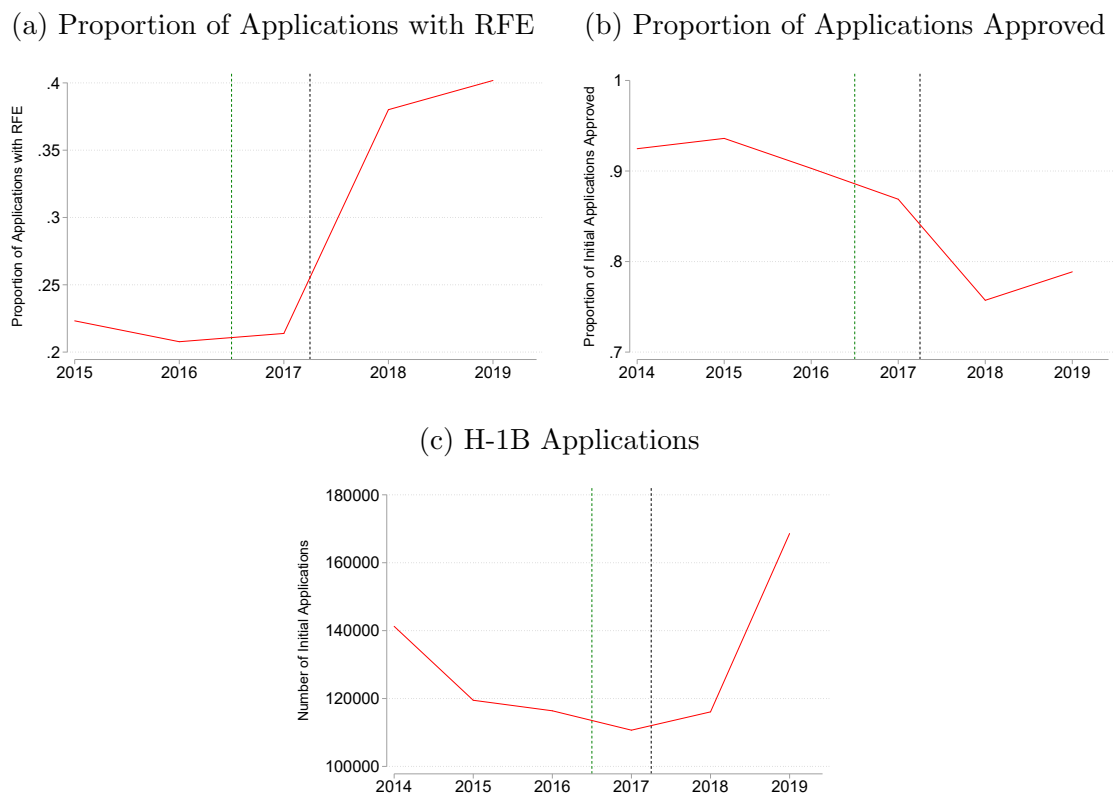 (a) Proportion of Applications with RFE
(b) Proportion of Applications Approved
Proportion of Applications with RFE
.4
.35
.3
.25
.2
2015 2016 2017 2018 2019
Proportion of Initial Applications Approved
1
.9
.8
.7
2014 2015 2016 2017 2018 2019
(c) H-1B Applications
Number of Initial Applications
180000
160000
140000
120000
100000
2014 2015 2016 2017 2018 2019